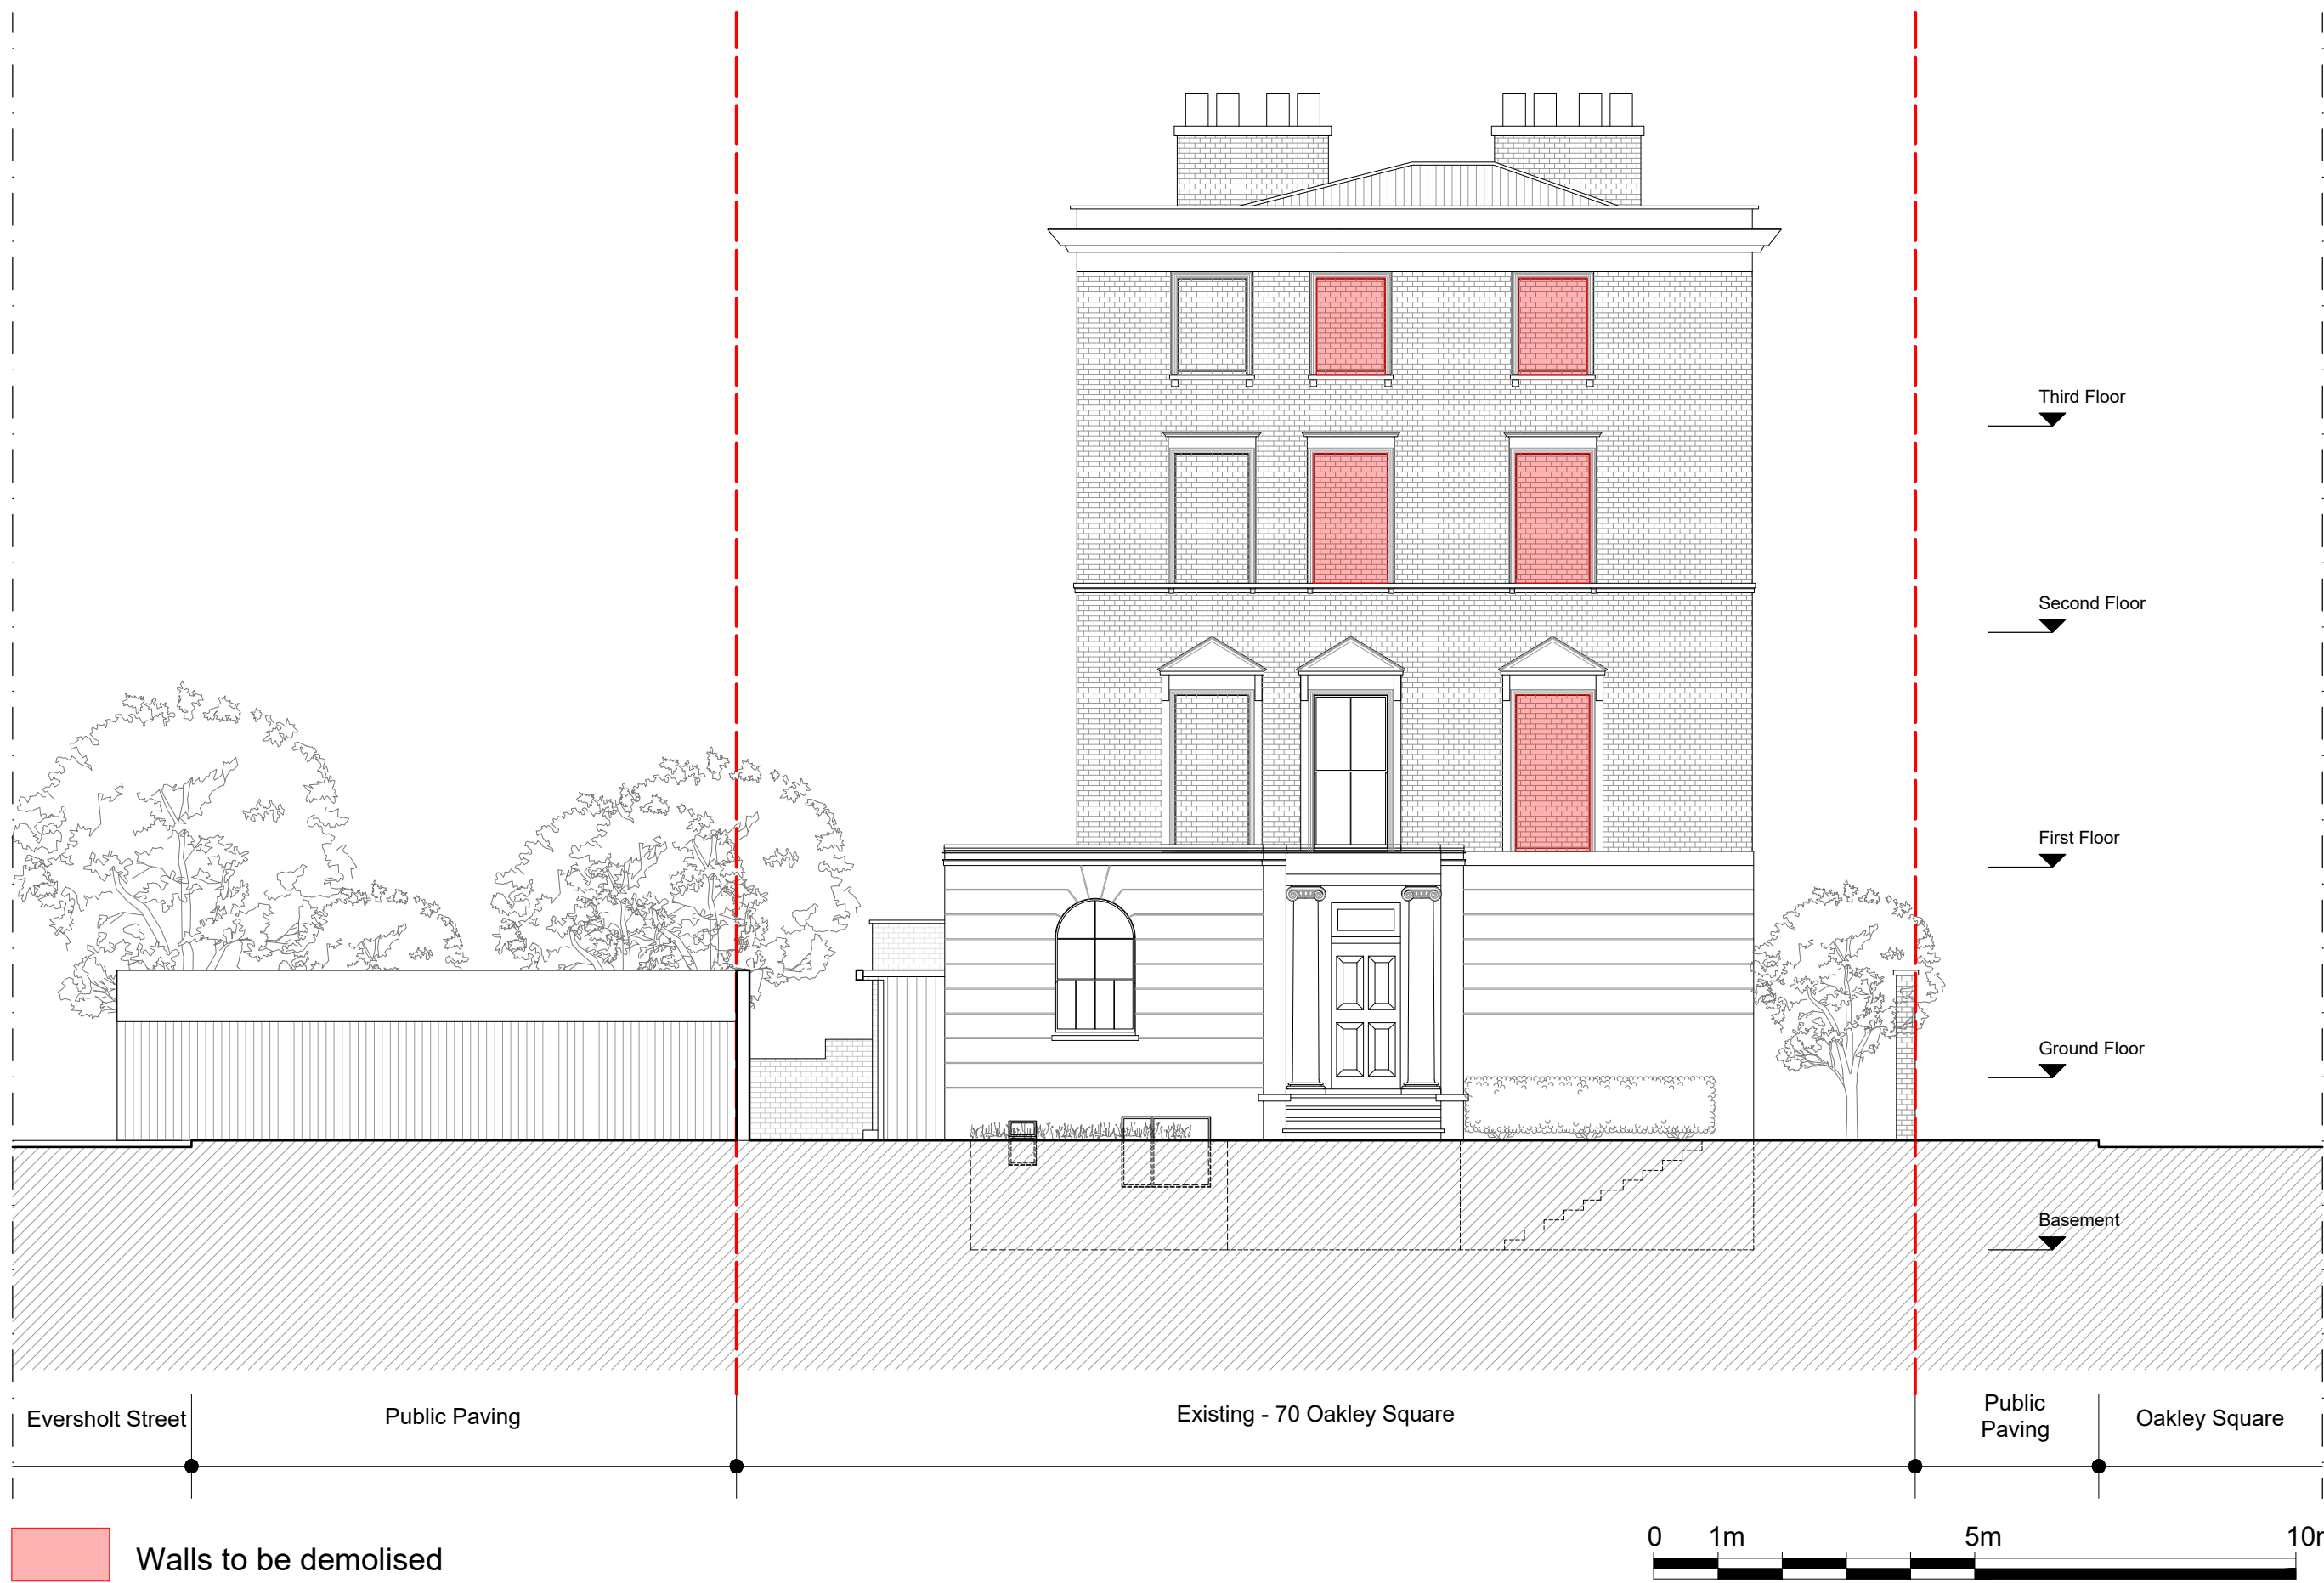 Third Floor
Second Floor
First Floor
Ground Floor
Basement
Eversholt Street
Public Paving
Existing - 70 Oakley Square
Public
Paving
Oakley Square
Walls to be demolised
0 1m 5m 10m